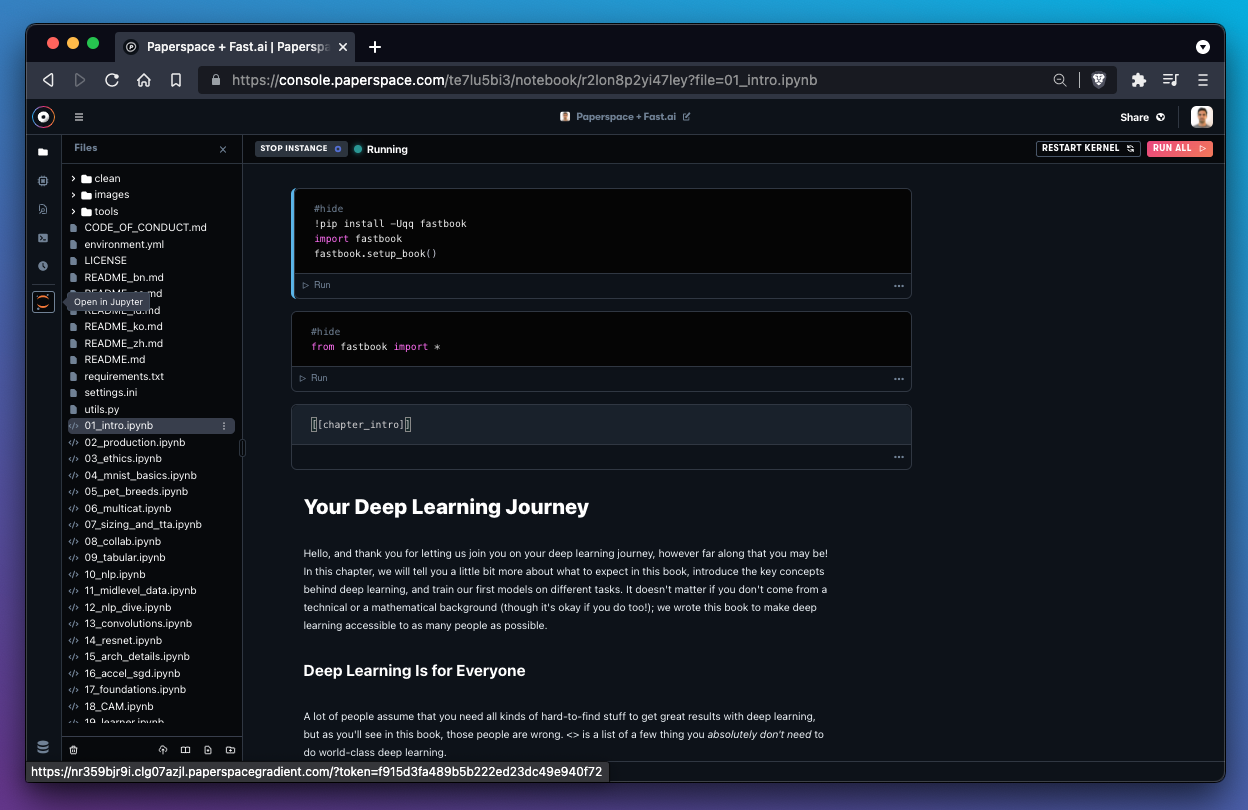 Paperspace + Fast.ai | Paperspa
https://console.paperspace.com/te7lu5bi3/notebook/r2lon8p2yi47ley?file=01_intro.ipynb
Paperspace + Fast.ai
Share
Files
STOP INSTANCE
Running
RESTART KERNEL
RUN ALL
clean
images
tools
CODE_OF_CONDUCT.md
environment.yml
LICENSE
README_bn.md
Open in Jupyter
README_ko.md
README_zh.md
README.md
requirements.txt
settings.ini
utils.py
01_intro.ipynb
02_production.ipynb
03_ethics.ipynb
04_mnist_basics.ipynb
05_pet_breeds.ipynb
06_multicat.ipynb
07_sizing_and_tta.ipynb
08_collab.ipynb
09_tabular.ipynb
10_nlp.ipynb
11_midlevel_data.ipynb
12_nlp_dive.ipynb
13_convolutions.ipynb
14_resnet.ipynb
15_arch_details.ipynb
16_accel_sgd.ipynb
17_foundations.ipynb
18_CAM.ipynb
19_learner.ipynb
#hide
!pip install -Uqq fastbook
import fastbook
fastbook.setup_book()
Run
#hide
from fastbook import *
Run
[[chapter_intro]]
Your Deep Learning Journey
Hello, and thank you for letting us join you on your deep learning journey, however far along that you may be!
In this chapter, we will tell you a little bit more about what to expect in this book, introduce the key concepts
behind deep learning, and train our first models on different tasks. It doesn't matter if you don't come from a
technical or a mathematical background (though it's okay if you do too!); we wrote this book to make deep
learning accessible to as many people as possible.
Deep Learning Is for Everyone
A lot of people assume that you need all kinds of hard-to-find stuff to get great results with deep learning,
but as you'll see in this book, those people are wrong. <> is a list of a few thing you absolutely don't need to
do world-class deep learning.
https://nr359bjr9i.clg07azjl.paperspacegradient.com/?token=f915d3fa489b5b222ed23dc49e940f72